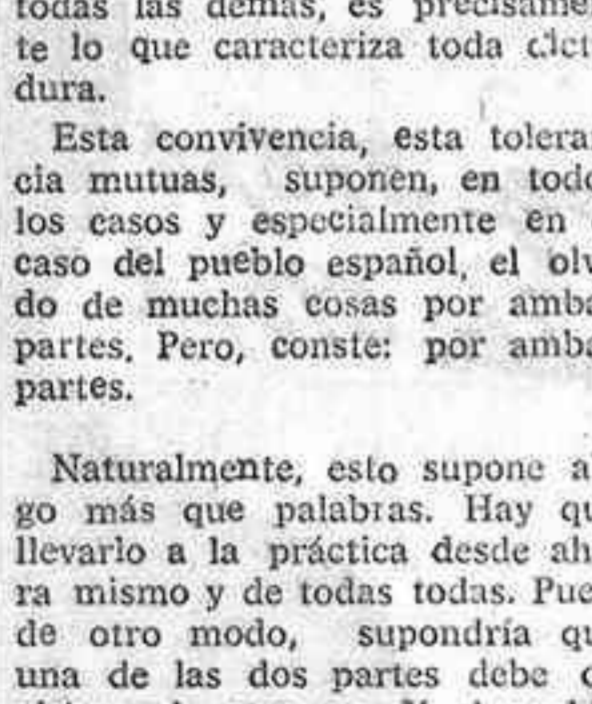 todas las demás, es precisamen
te lo que caracteriza toda dict
dura.
Esta convivencia, esta toleran
cia mutuas, suponen, en todo
los casos y especialmente en
caso del pueblo español, el olv
do de muchas cosas por amba
partes. Pero, conste: por amba
partes.
Naturalmente, esto supone a
go más que palabras. Hay qu
llevarlo a la práctica desde aho
ra mismo y de todas todas. Pue
de otro modo, supondría qu
una de las dos partes debe